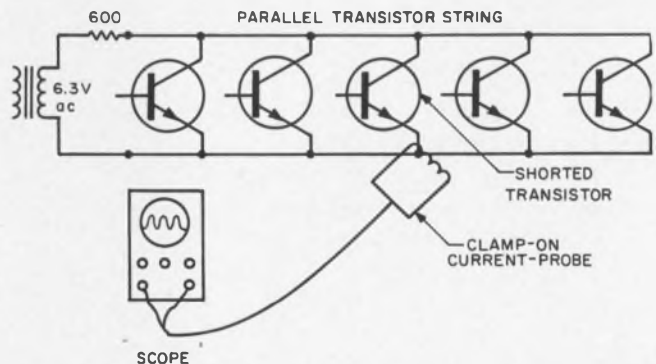 600
PARALLEL TRANSISTOR STRING
6.3V
ac
SHORTED
TRANSISTOR
CLAMP-ON
CURRENT-PROBE
SCOPE